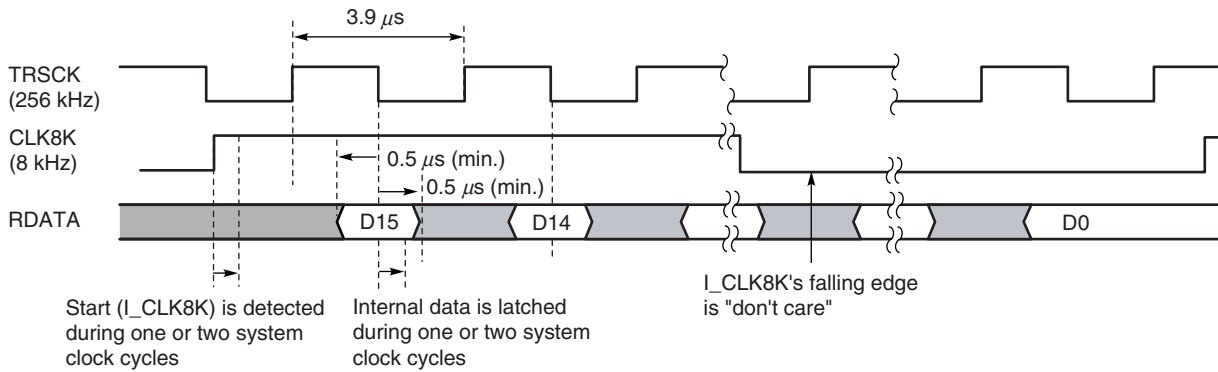 3.9 μs
TRSCK
(256 kHz)
CLK8K
(8 kHz)
0.5 μs (min.)
0.5 μs (min.)
RDATA
D15
D14
D0
Start (I_CLK8K) is detected
during one or two system
clock cycles
Internal data is latched
during one or two system
clock cycles
I_CLK8K's falling edge
is "don't care"